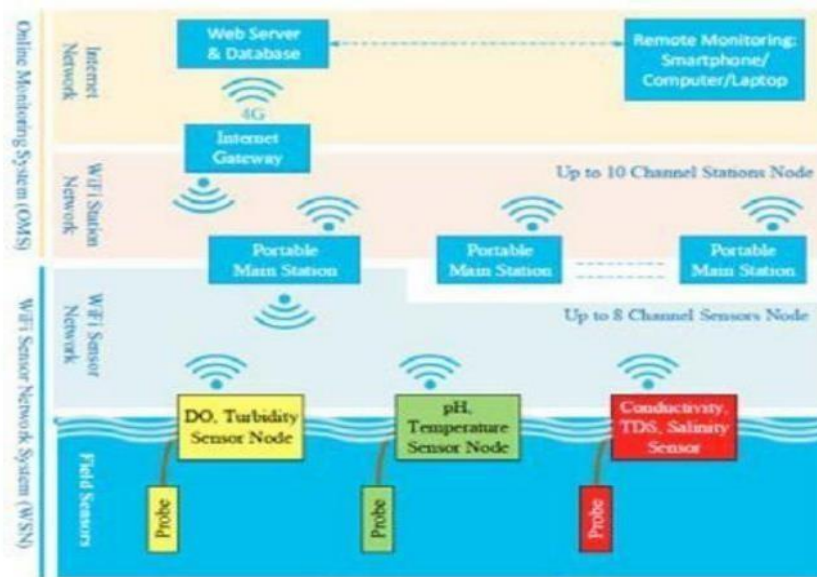 Online Monitoring System (OMS)
WiFi Sensor Network System (WSN)
Internet
Network
WiFi Station
Network
WiFi Sensor
Network
Field Sensors
Web Server
& Database
Remote Monitoring:
Smartphone/
Computer/Laptop
4G
Internet
Gateway
Up to 10 Channel Stations Node
Portable
Main Station
Portable
Main Station
Portable
Main Station
Up to 8 Channel Sensors Node
DO, Turbidity
Sensor Node
pH,
Temperature
Sensor Node
Conductivity,
TDS, Salinity
Sensor
Probe
Probe
Probe